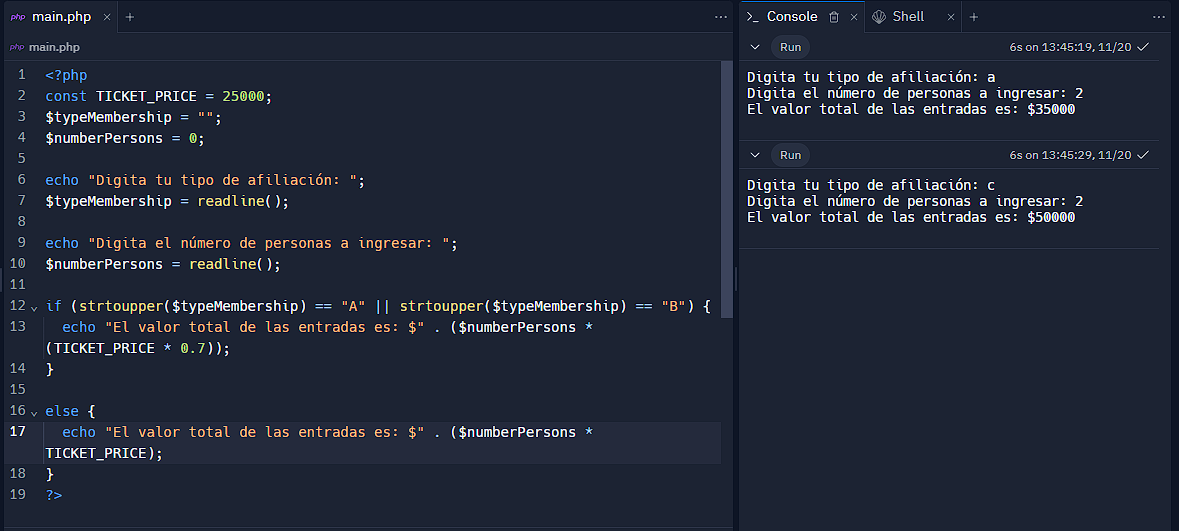 php main.php × +
php main.php
1 <?php
2 const TICKET_PRICE = 25000;
3 $typeMembership = "";
4 $numberPersons = 0;
5
6 echo "Digita tu tipo de afiliación: ";
7 $typeMembership = readline();
8
9 echo "Digita el número de personas a ingresar: ";
10 $numberPersons = readline();
11
12 if (strtoupper($typeMembership) == "A" || strtoupper($typeMembership) == "B") {
13 echo "El valor total de las entradas es: $" . ($numberPersons *
(TICKET_PRICE * 0.7));
14 }
15
16 else {
17 echo "El valor total de las entradas es: $" . ($numberPersons *
TICKET_PRICE);
18 }
19 ?>
Console × Shell × +
Run 6s on 13:45:19, 11/20
Digita tu tipo de afiliación: a
Digita el número de personas a ingresar: 2
El valor total de las entradas es: $35000
Run 6s on 13:45:29, 11/20
Digita tu tipo de afiliación: c
Digita el número de personas a ingresar: 2
El valor total de las entradas es: $50000